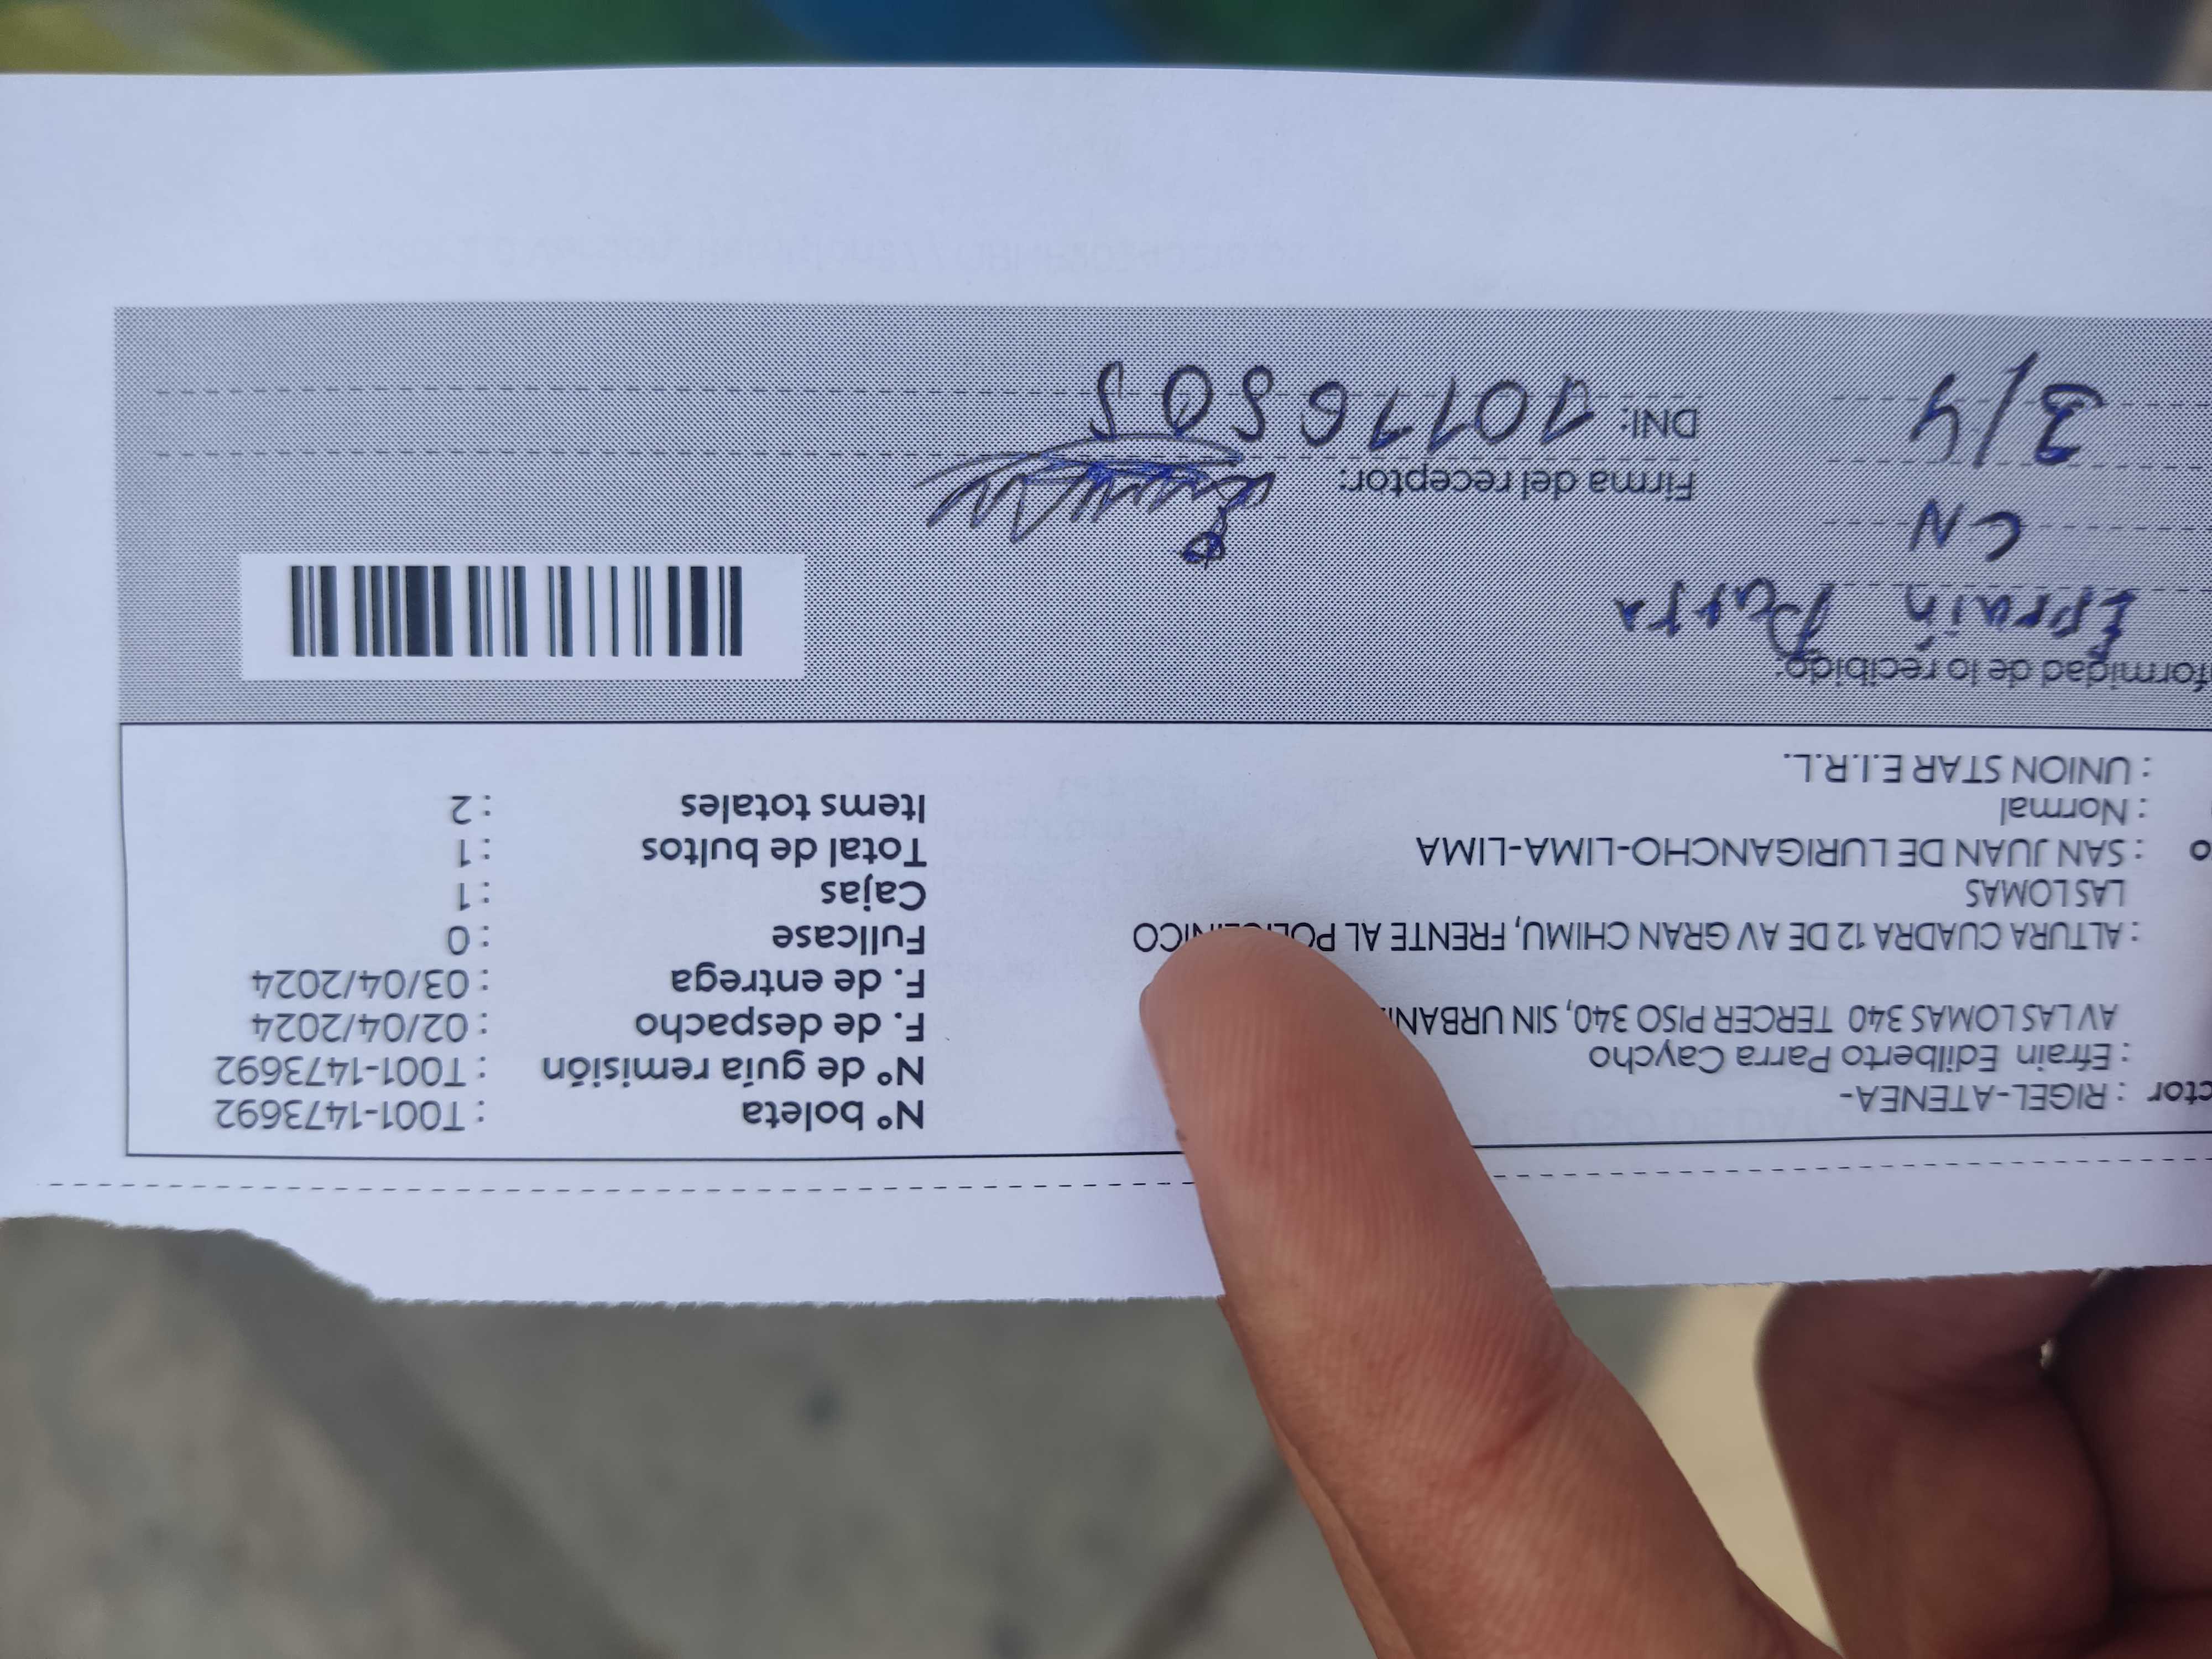 ctor : RIGEL-ATENEA-
: Efrain Edilberto Parra Caycho
AV LAS LOMAS 340 TERCER PISO 340, SIN
: ALTURA CUADRA 12 DE AV GRAN CHIMU, FRENTE AL POLICLINICO
LAS LOMAS
o : SAN JUAN DE LURIGANCHO-LIMA-LIMA
: Normal
: UNION STAR E.I.R.L.
N° boleta : T001-1473692
N° de guía remisión : T001-1473692
F. de despacho : 02/04/2024
F. de entrega : 03/04/2024
Fullcase : 0
Cajas : 1
Total de bultos : 1
Items totales : 2
formidad de lo recibido:
Efrain Parra
CN
3/4
Firma del receptor:
DNI: 10176505